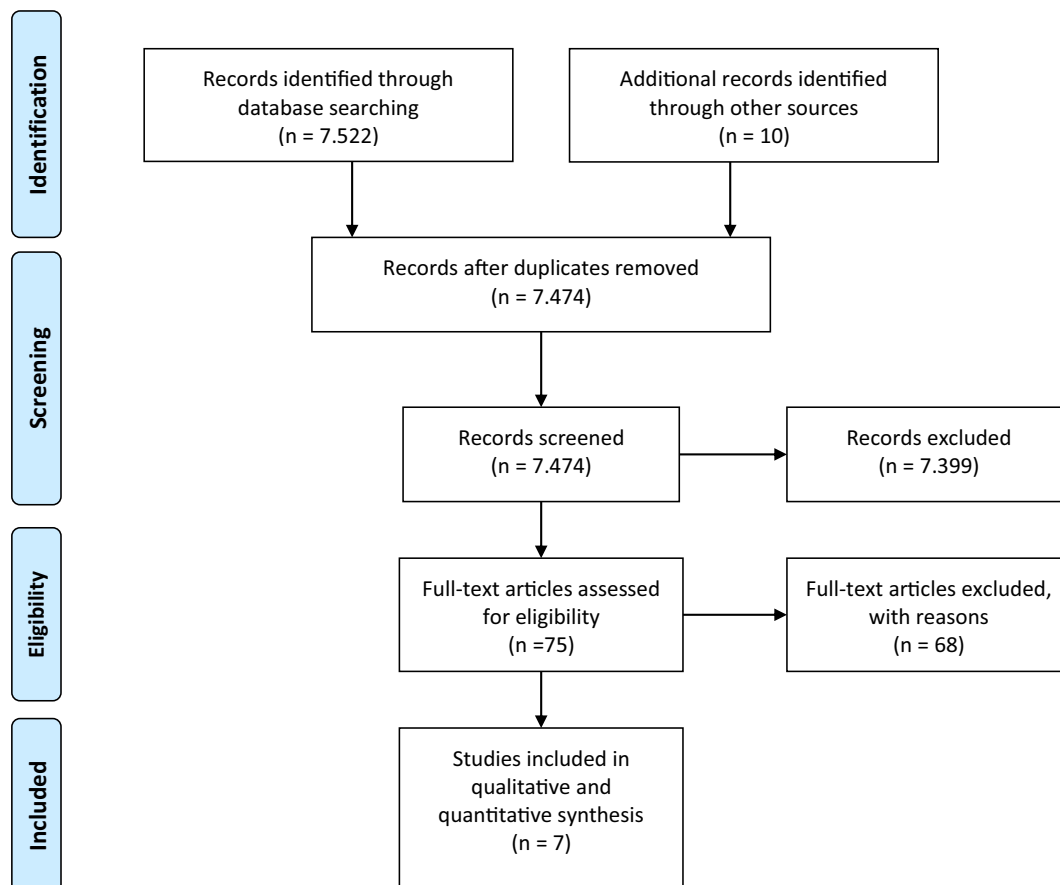 Identification
Records identified through
database searching
(n = 7.522)
Additional records identified
through other sources
(n = 10)
Screening
Records after duplicates removed
(n = 7.474)
Records screened
(n = 7.474)
Records excluded
(n = 7.399)
Eligibility
Full-text articles assessed
for eligibility
(n =75)
Full-text articles excluded,
with reasons
(n = 68)
Included
Studies included in
qualitative and
quantitative synthesis
(n = 7)